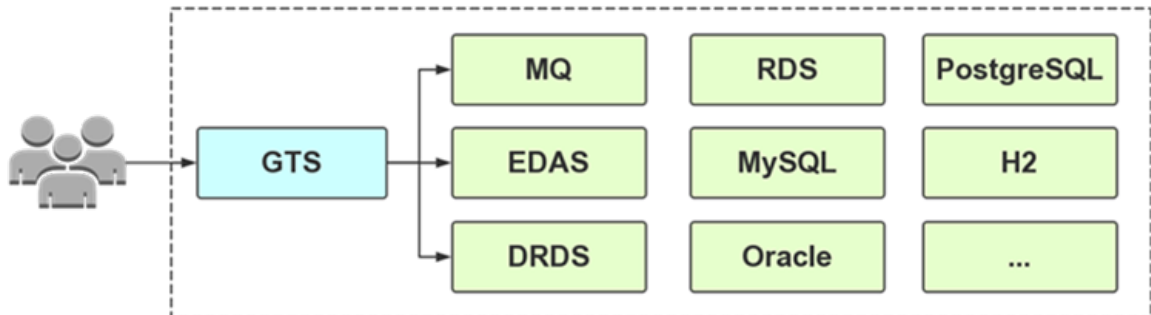 MQ
RDS
PostgreSQL
GTS
EDAS
MySQL
H2
DRDS
Oracle
...